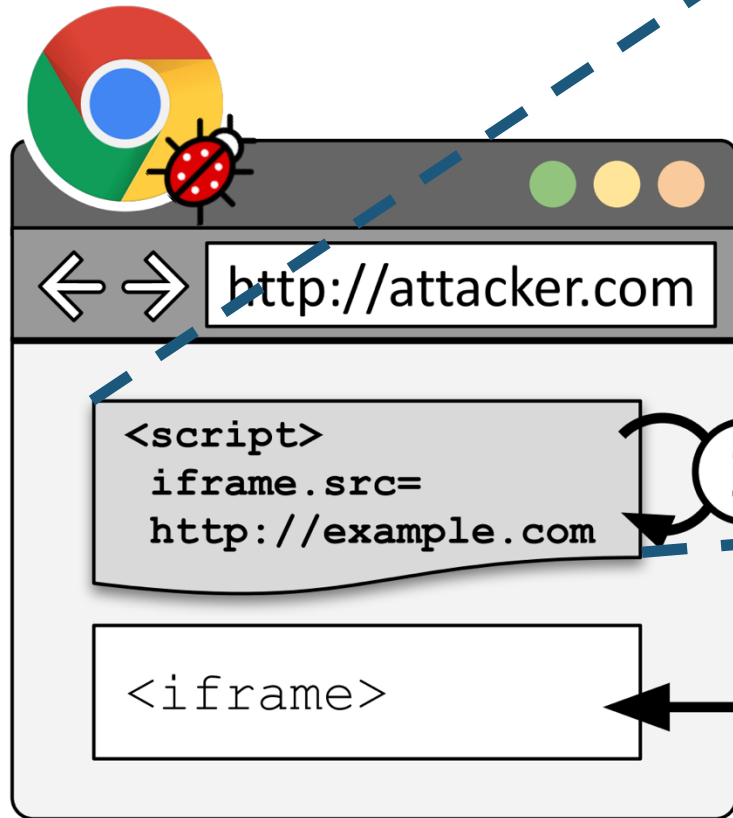 http://attacker.com
<script>
iframe.src=
http://example.com
<iframe>